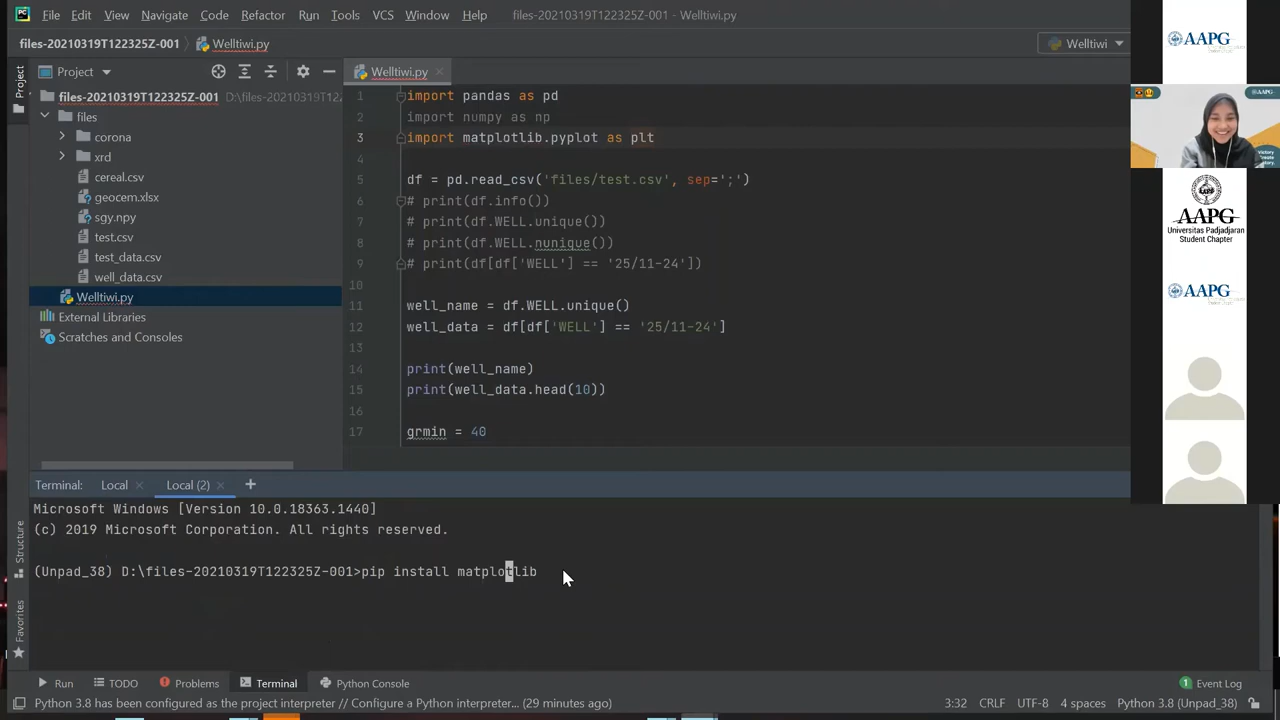 File Edit View Navigate Code Refactor Run Tools VCS Window Help files-20210319T122325Z-001 - Welltiwi.py
files-20210319T122325Z-001 Welltiwi.py Welltiwi
Project
Project
Welltiwi.py
files-20210319T122325Z-001 D:\files-20210319T12
files
corona
xrd
cereal.csv
geocem.xlsx
sgy.npy
test.csv
test_data.csv
well_data.csv
Welltiwi.py
External Libraries
Scratches and Consoles
1 import pandas as pd
2 import numpy as np
3 import matplotlib.pyplot as plt
4
5 df = pd.read_csv('files/test.csv', sep=';')
6 # print(df.info())
7 # print(df.WELL.unique())
8 # print(df.WELL.nunique())
9 # print(df[df['WELL'] == '25/11-24'])
10
11 well_name = df.WELL.unique()
12 well_data = df[df['WELL'] == '25/11-24']
13
14 print(well_name)
15 print(well_data.head(10))
16
17 grmin = 40
AAPG
AAPG
Victory
AAPG
Universitas Padjadjaran
Student Chapter
AAPG
Terminal: Local Local (2)
Microsoft Windows [Version 10.0.18363.1440]
(c) 2019 Microsoft Corporation. All rights reserved.
(Unpad_38) D:\files-20210319T122325Z-001>pip install matplotlib
Structure
Favorites
Run TODO Problems Terminal Python Console 1 Event Log
Python 3.8 has been configured as the project interpreter // Configure a Python interpreter... (29 minutes ago) 3:32 CRLF UTF-8 4 spaces Python 3.8 (Unpad_38)